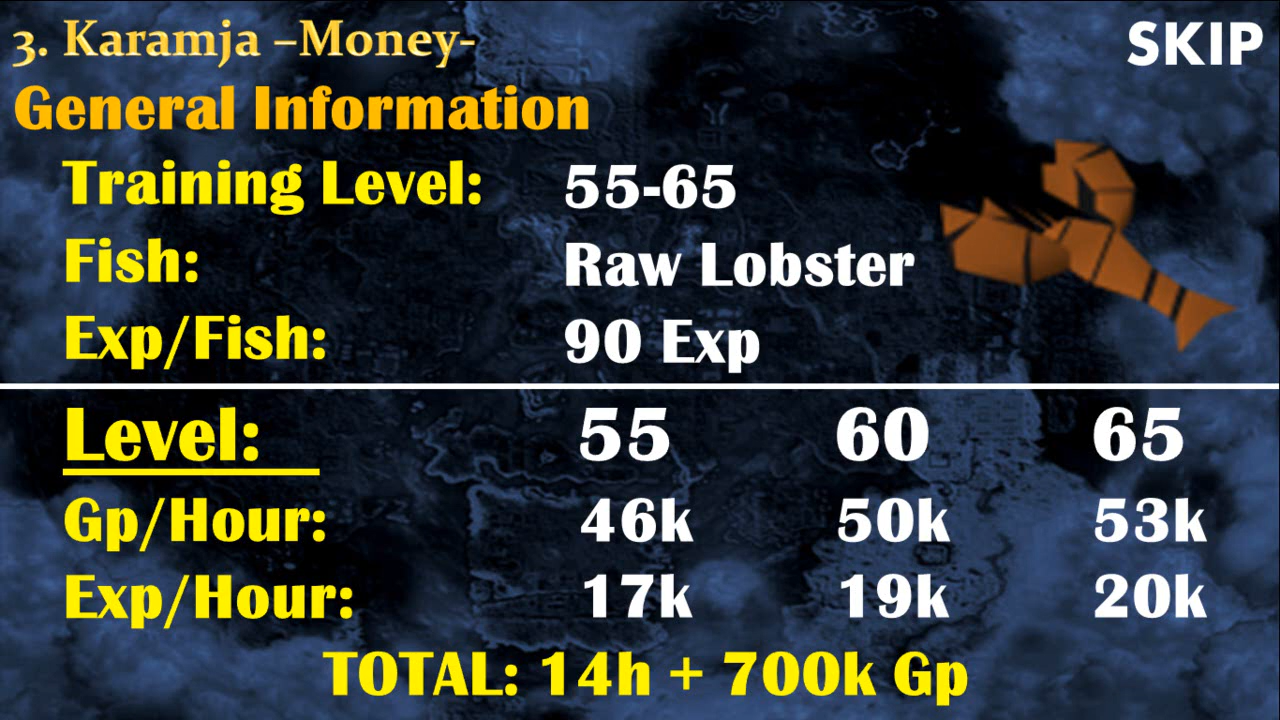 3. Karamja –Money-
SKIP
General Information
Training Level: 55-65
Fish: Raw Lobster
Exp/Fish: 90 Exp
Level: 55 60 65
Gp/Hour: 46k 50k 53k
Exp/Hour: 17k 19k 20k
TOTAL: 14h + 700k Gp